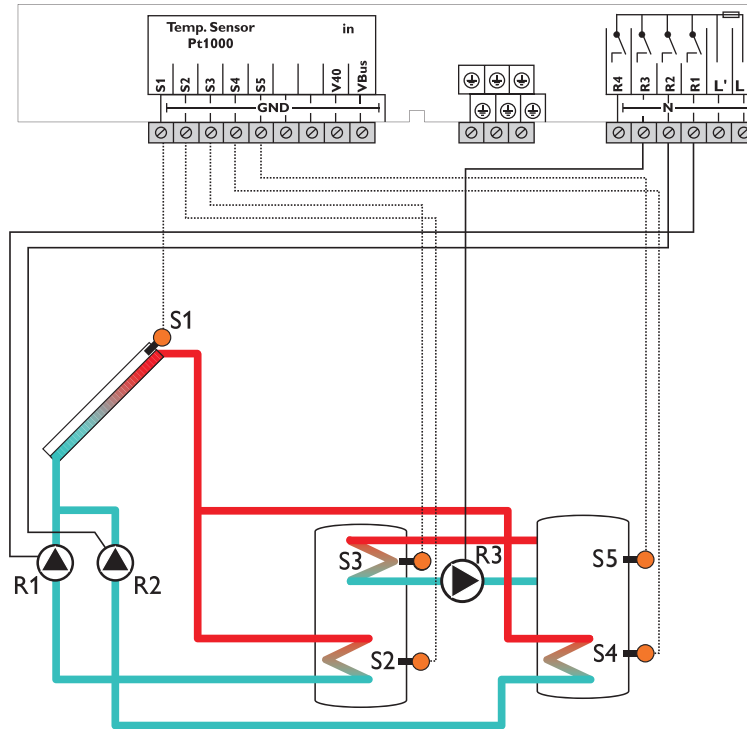 Temp. Sensor in
Pt1000
S1 S2 S3 S4 S5 V40 VBus
GND
R4 R3 R2 R1 L' L
N
S1
R1 R2
S3 R3 S5
S2 S4